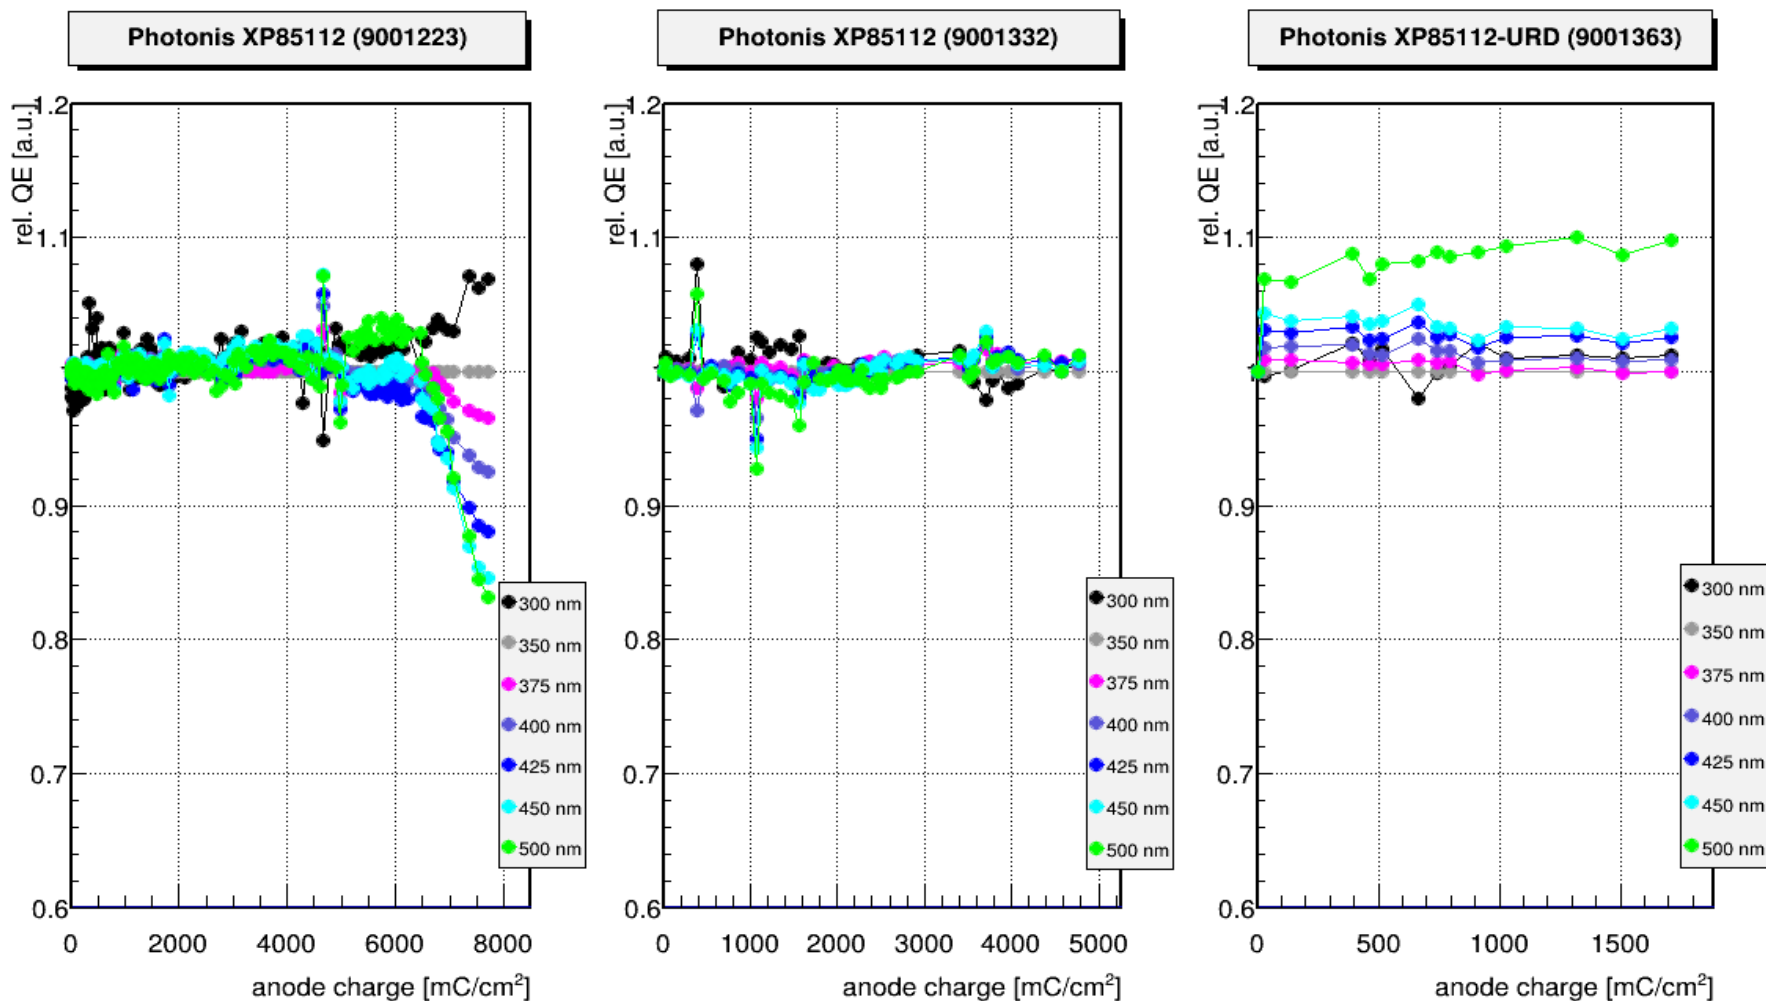 Photonis XP85112 (9001223)
rel. QE [a.u.]
1.2
1.1
1
0.9
0.8
0.7
0.6
0 2000 4000 6000 8000
anode charge [mC/cm²]
300 nm
350 nm
375 nm
400 nm
425 nm
450 nm
500 nm
Photonis XP85112 (9001332)
rel. QE [a.u.]
1.2
1.1
1
0.9
0.8
0.7
0.6
0 1000 2000 3000 4000 5000
anode charge [mC/cm²]
300 nm
350 nm
375 nm
400 nm
425 nm
450 nm
500 nm
Photonis XP85112-URD (9001363)
rel. QE [a.u.]
1.2
1.1
1
0.9
0.8
0.7
0.6
0 500 1000 1500
anode charge [mC/cm²]
300 nm
350 nm
375 nm
400 nm
425 nm
450 nm
500 nm